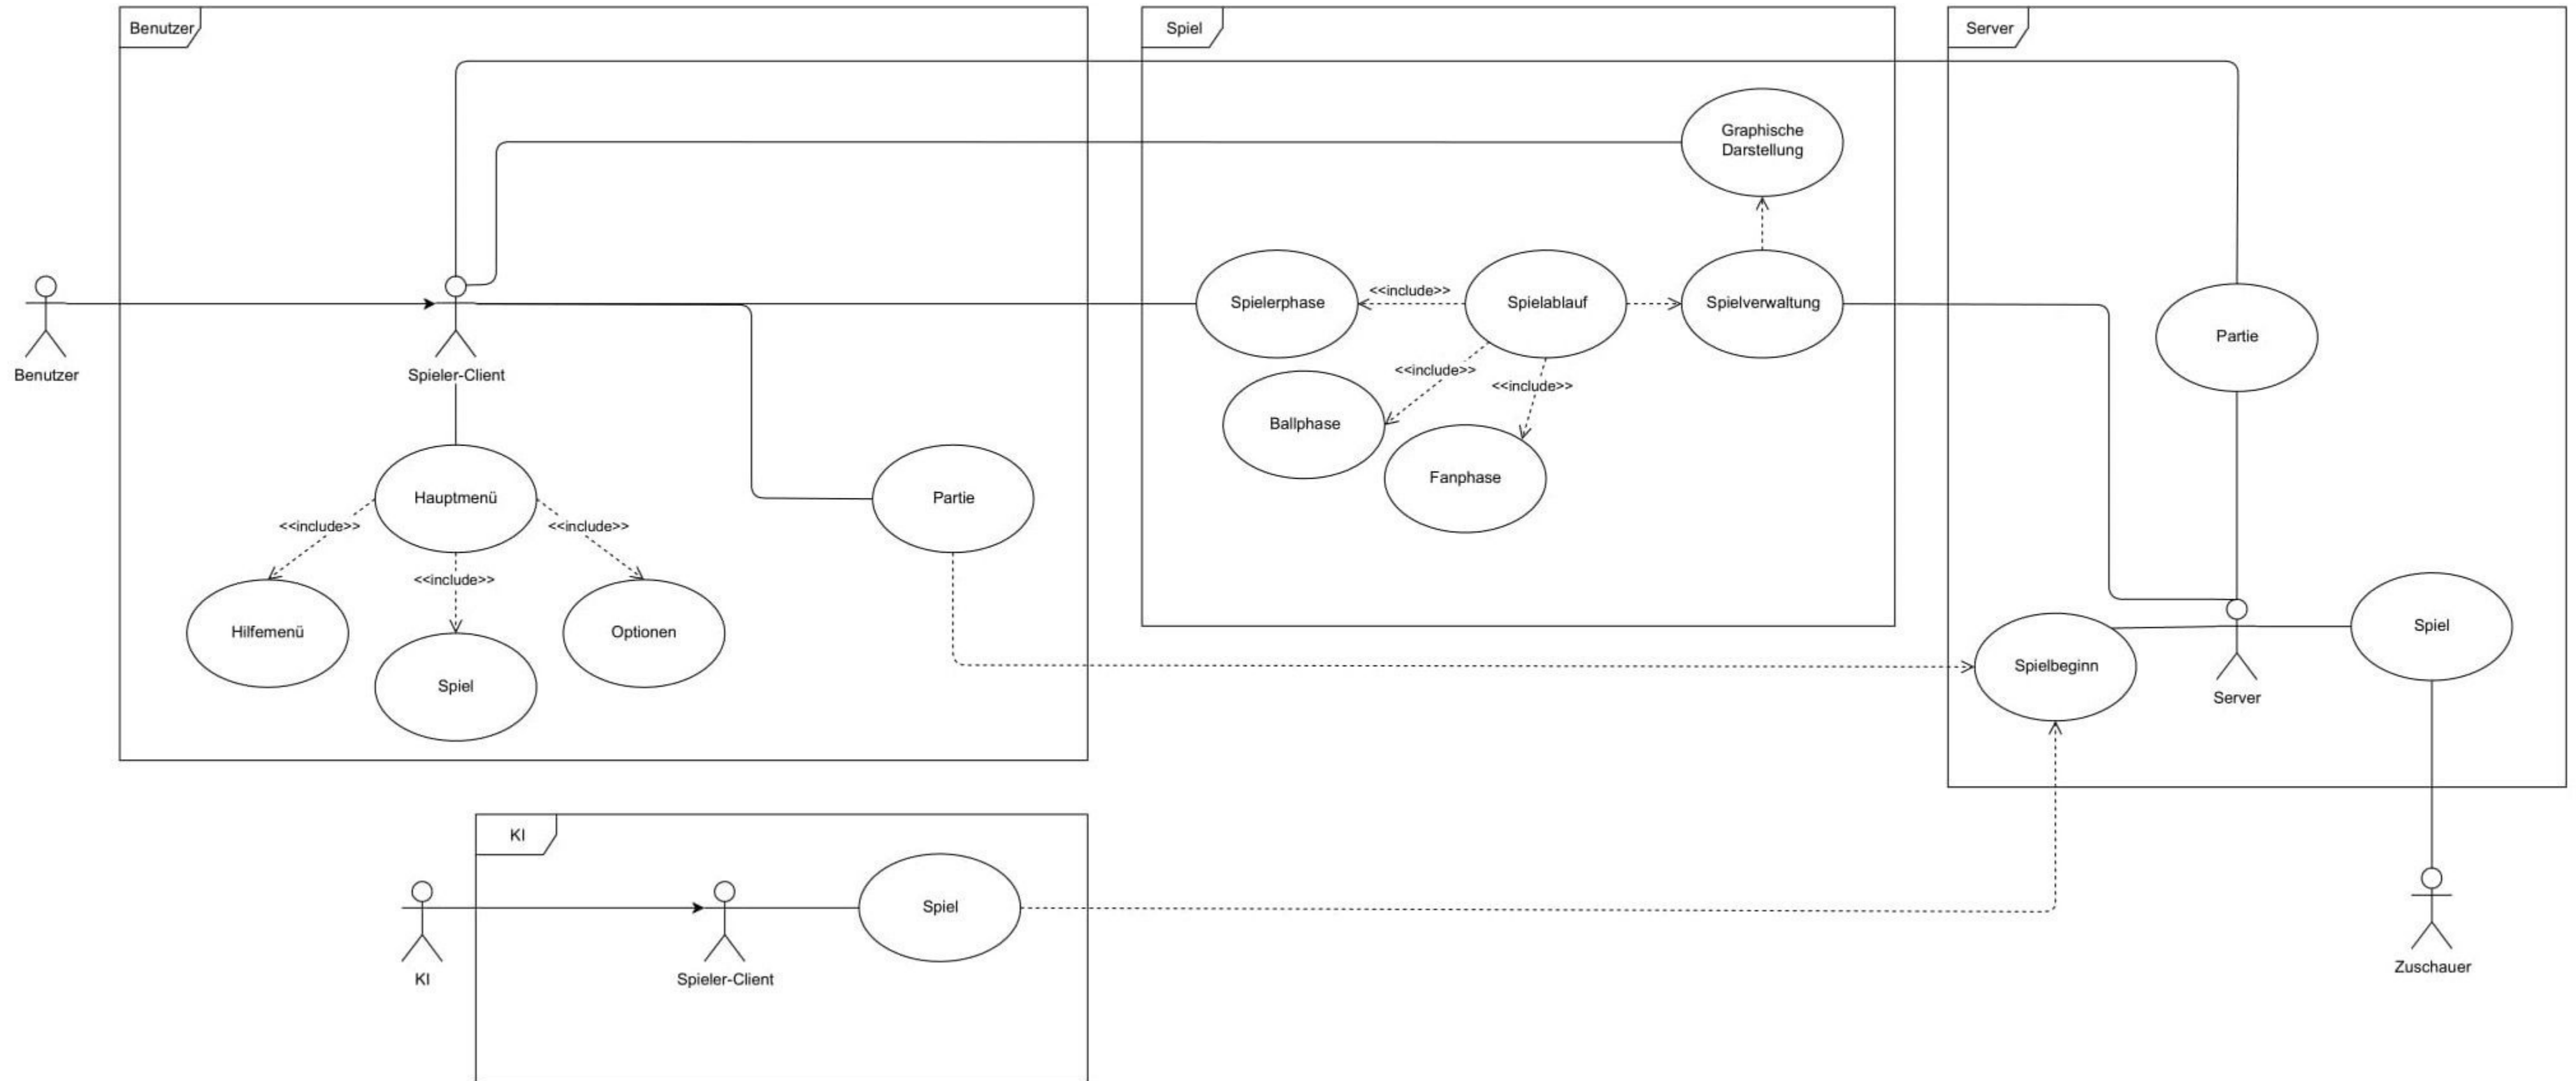 Benutzer
Spiel
Server
Graphische
Darstellung
Spielerphase
<<include>>
Spielablauf
Spielverwaltung
Partie
Benutzer
Spieler-Client
<<include>>
<<include>>
Ballphase
Fanphase
Hauptmenü
Partie
<<include>>
<<include>>
<<include>>
Hilfemenü
Spiel
Optionen
Spielbeginn
Server
Spiel
KI
Spiel
KI
Spieler-Client
Zuschauer